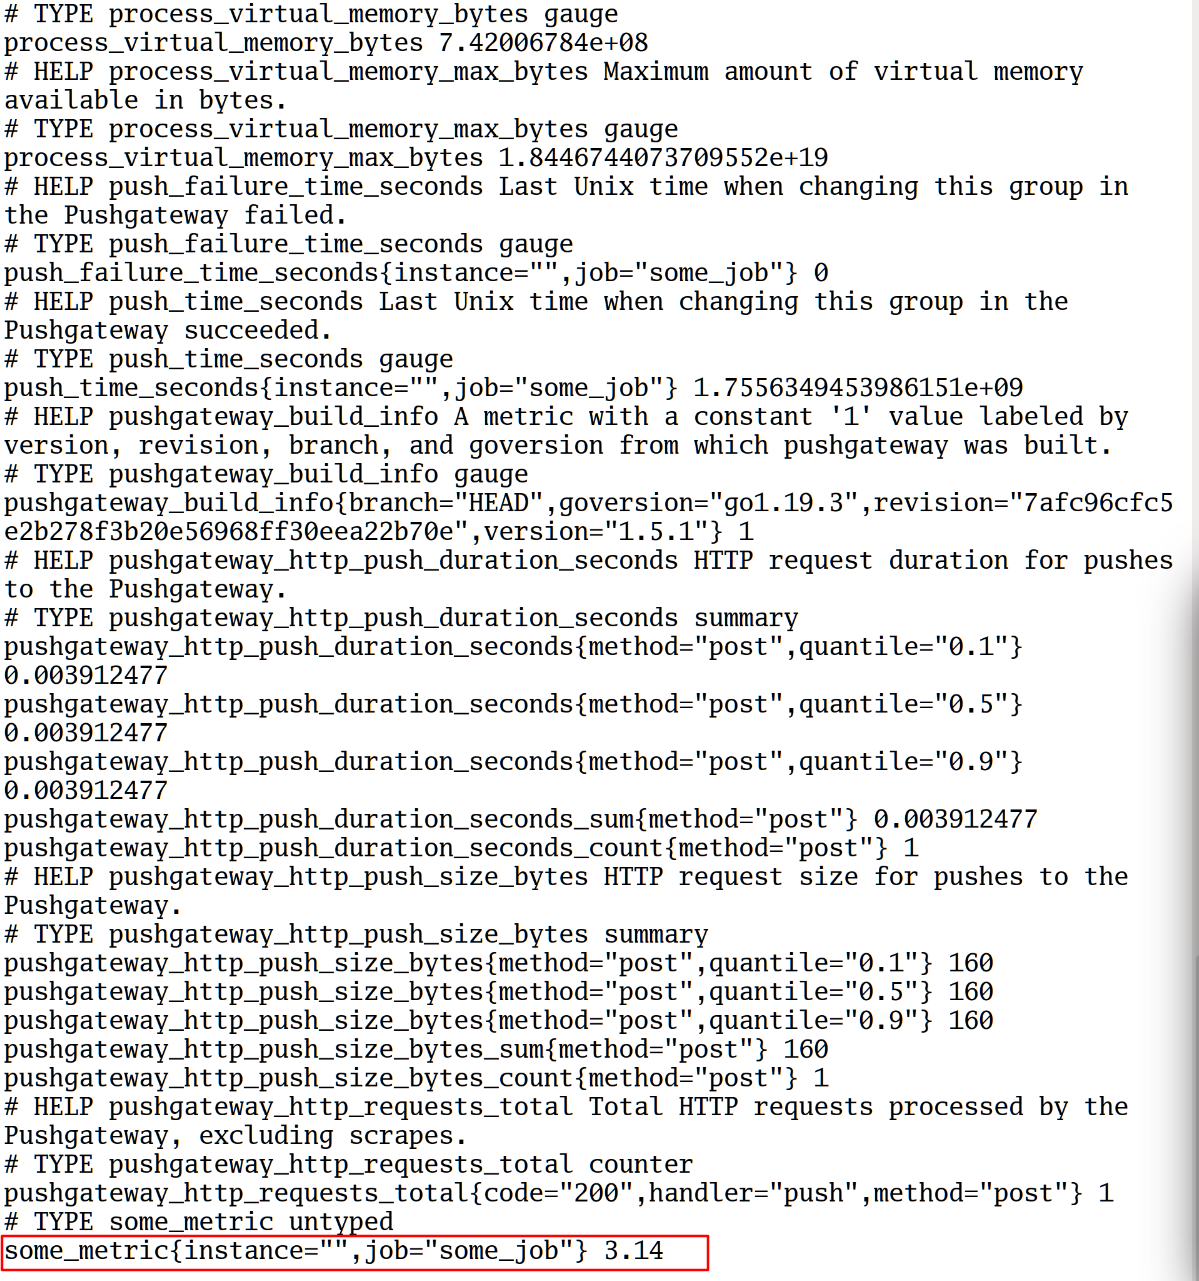 # TYPE process_virtual_memory_bytes gauge
process_virtual_memory_bytes 7.42006784e+08
# HELP process_virtual_memory_max_bytes Maximum amount of virtual memory
available in bytes.
# TYPE process_virtual_memory_max_bytes gauge
process_virtual_memory_max_bytes 1.8446744073709552e+19
# HELP push_failure_time_seconds Last Unix time when changing this group in
the Pushgateway failed.
# TYPE push_failure_time_seconds gauge
push_failure_time_seconds{instance="",job="some_job"} 0
# HELP push_time_seconds Last Unix time when changing this group in the
Pushgateway succeeded.
# TYPE push_time_seconds gauge
push_time_seconds{instance="",job="some_job"} 1.7556349453986151e+09
# HELP pushgateway_build_info A metric with a constant '1' value labeled by
version, revision, branch, and goversion from which pushgateway was built.
# TYPE pushgateway_build_info gauge
pushgateway_build_info{branch="HEAD",goversion="go1.19.3",revision="7afc96cfc5
e2b278f3b20e56968ff30eea22b70e",version="1.5.1"} 1
# HELP pushgateway_http_push_duration_seconds HTTP request duration for pushes
to the Pushgateway.
# TYPE pushgateway_http_push_duration_seconds summary
pushgateway_http_push_duration_seconds{method="post",quantile="0.1"}
0.003912477
pushgateway_http_push_duration_seconds{method="post",quantile="0.5"}
0.003912477
pushgateway_http_push_duration_seconds{method="post",quantile="0.9"}
0.003912477
pushgateway_http_push_duration_seconds_sum{method="post"} 0.003912477
pushgateway_http_push_duration_seconds_count{method="post"} 1
# HELP pushgateway_http_push_size_bytes HTTP request size for pushes to the
Pushgateway.
# TYPE pushgateway_http_push_size_bytes summary
pushgateway_http_push_size_bytes{method="post",quantile="0.1"} 160
pushgateway_http_push_size_bytes{method="post",quantile="0.5"} 160
pushgateway_http_push_size_bytes{method="post",quantile="0.9"} 160
pushgateway_http_push_size_bytes_sum{method="post"} 160
pushgateway_http_push_size_bytes_count{method="post"} 1
# HELP pushgateway_http_requests_total Total HTTP requests processed by the
Pushgateway, excluding scrapes.
# TYPE pushgateway_http_requests_total counter
pushgateway_http_requests_total{code="200",handler="push",method="post"} 1
# TYPE some_metric untyped
some_metric{instance="",job="some_job"} 3.14